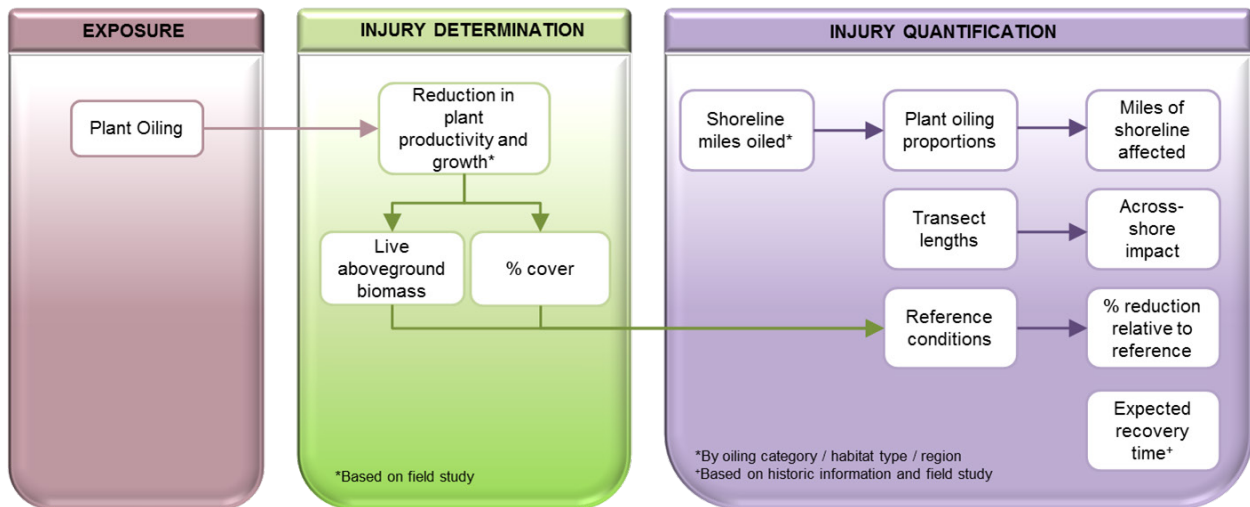 EXPOSURE
Plant Oiling
INJURY DETERMINATION
Reduction in
plant
productivity and
growth*
Live
aboveground
biomass
% cover
*Based on field study
INJURY QUANTIFICATION
Shoreline
miles oiled*
Plant oiling
proportions
Miles of
shoreline
affected
Transect
lengths
Across-
shore
impact
Reference
conditions
% reduction
relative to
reference
Expected
recovery
time⁺
*By oiling category / habitat type / region
⁺Based on historic information and field study